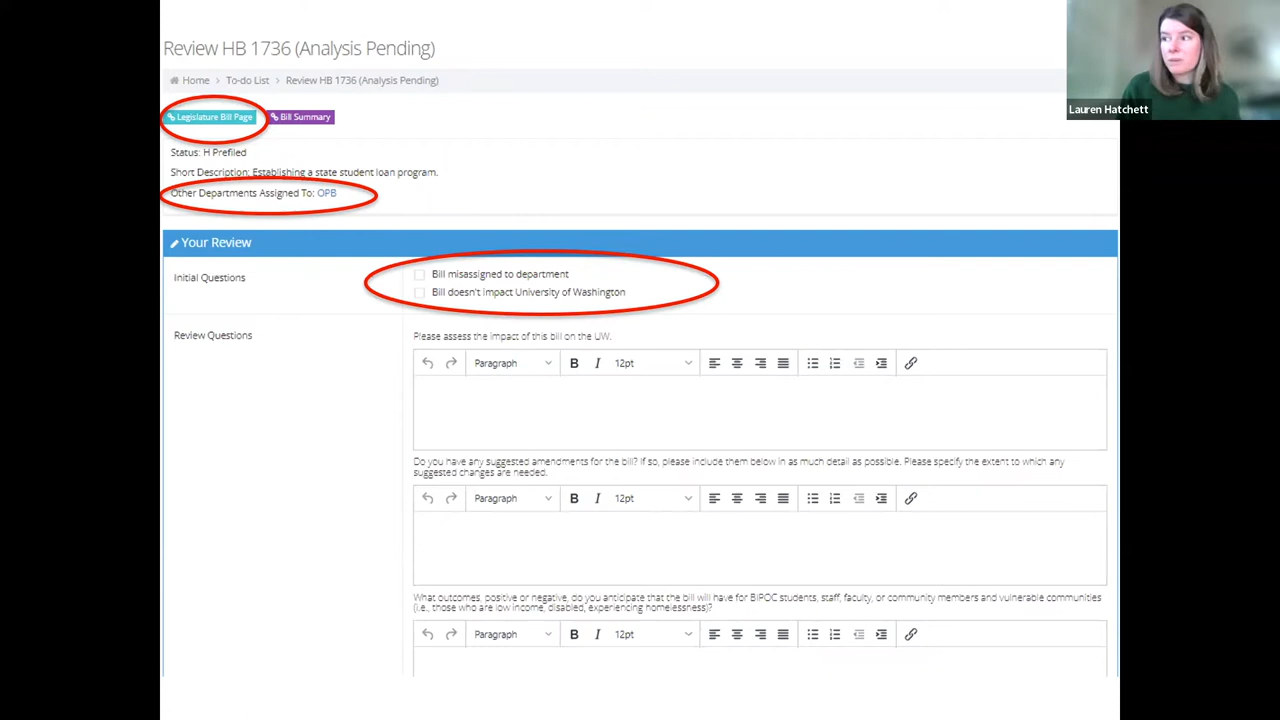 Review HB 1736 (Analysis Pending)
Lauren Hatchett
Home > To-do List > Review HB 1736 (Analysis Pending)
Legislature Bill Page Bill Summary
Status: H Prefiled
Short Description: Establishing a state student loan program.
Other Departments Assigned To: OPB
Your Review
Initial Questions
Bill misassigned to department
Bill doesn't impact University of Washington
Review Questions
Please assess the impact of this bill on the UW.
Paragraph B I 12pt
Do you have any suggested amendments for the bill? If so, please include them below in as much detail as possible. Please specify the extent to which any
suggested changes are needed.
Paragraph B I 12pt
What outcomes, positive or negative, do you anticipate that the bill will have for BIPOC students, staff, faculty, or community members and vulnerable communities
(i.e., those who are low income, disabled, experiencing homelessness)?
Paragraph B I 12pt